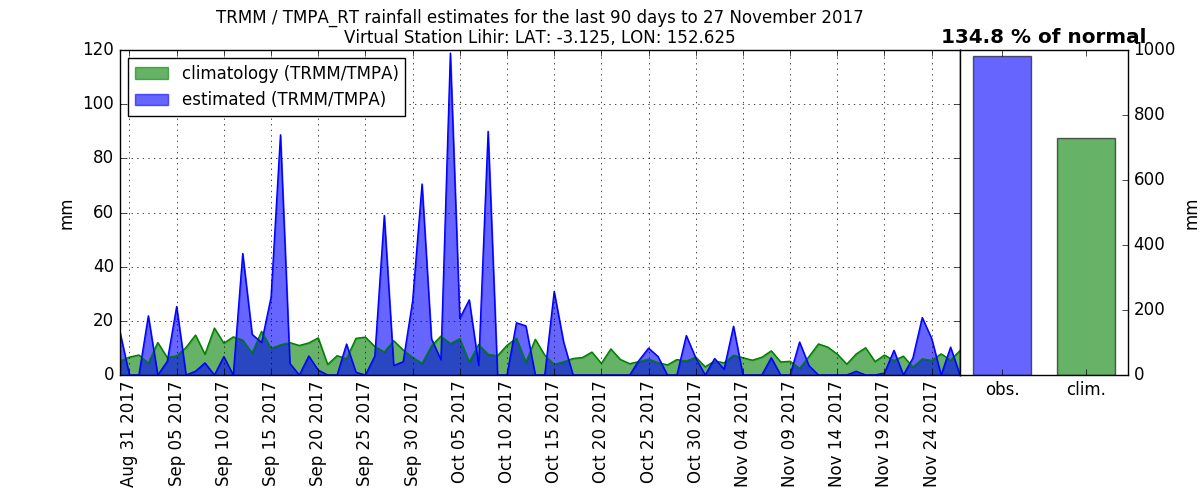 TRMM / TMPA_RT rainfall estimates for the last 90 days to 27 November 2017
Virtual Station Lihir: LAT: -3.125, LON: 152.625
134.8 % of normal
climatology (TRMM/TMPA)
estimated (TRMM/TMPA)
120
100
80
60
40
20
0
mm
1000
800
600
400
200
0
mm
Aug 31 2017
Sep 05 2017
Sep 10 2017
Sep 15 2017
Sep 20 2017
Sep 25 2017
Sep 30 2017
Oct 05 2017
Oct 10 2017
Oct 15 2017
Oct 20 2017
Oct 25 2017
Oct 30 2017
Nov 04 2017
Nov 09 2017
Nov 14 2017
Nov 19 2017
Nov 24 2017
obs.
clim.